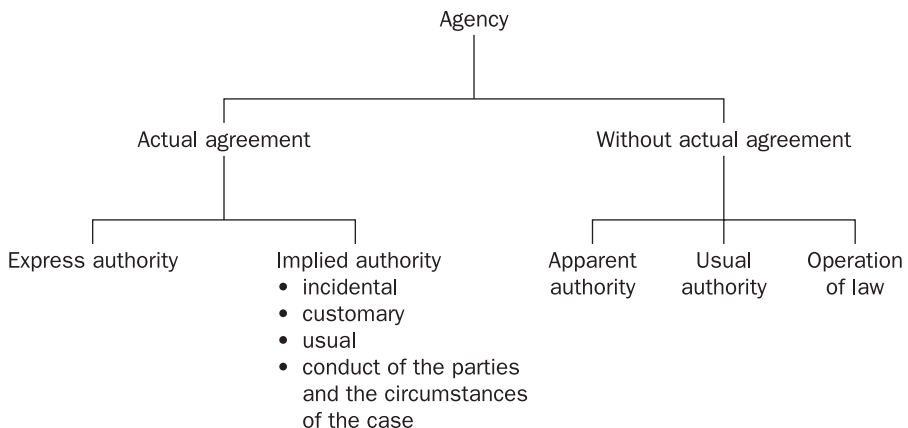 Agency
Actual agreement
Without actual agreement
Express authority
Implied authority
• incidental
• customary
• usual
• conduct of the parties
and the circumstances
of the case
Apparent
authority
Usual
authority
Operation
of law